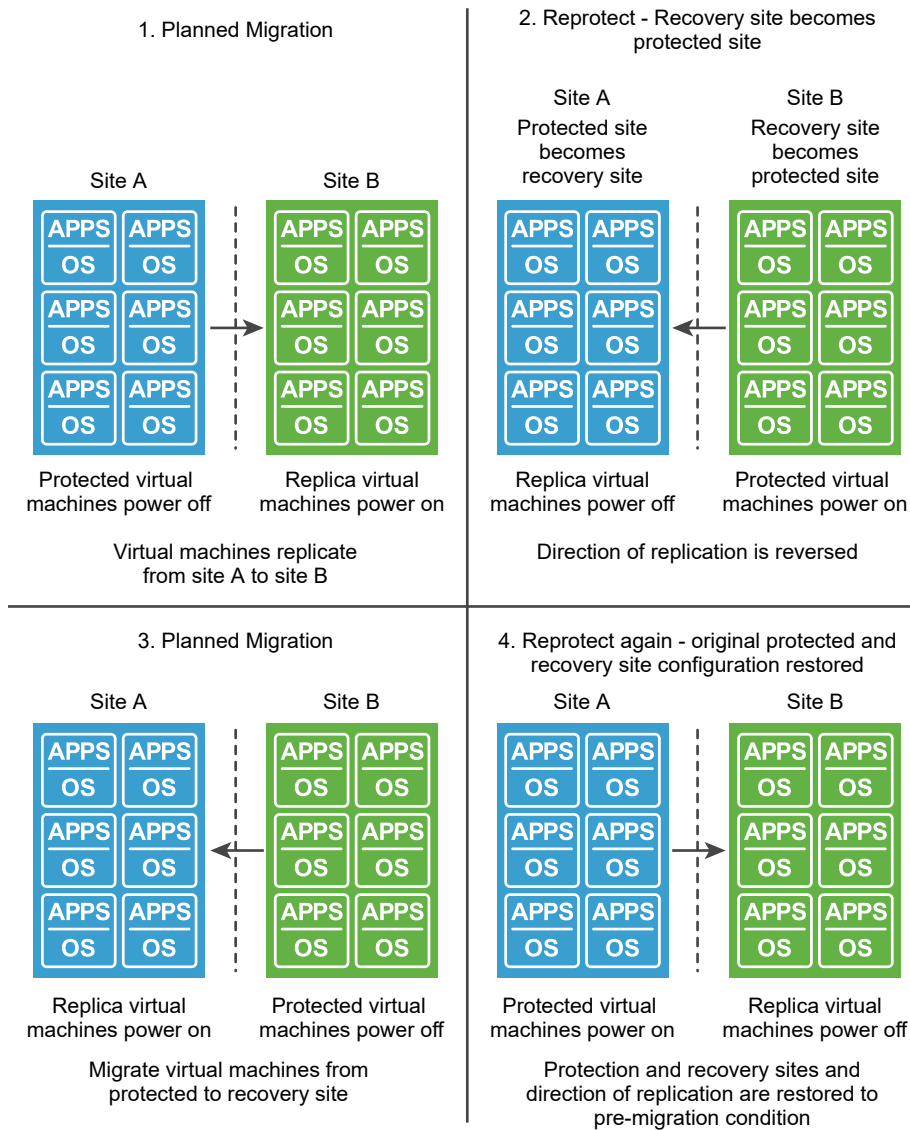 1. Planned Migration
Site A
Site B
APPS APPS
OS OS
APPS APPS
OS OS
APPS APPS
OS OS
APPS APPS
OS OS
APPS APPS
OS OS
APPS APPS
OS OS
Protected virtual
machines power off
Replica virtual
machines power on
Virtual machines replicate
from site A to site B
2. Reprotect - Recovery site becomes
protected site
Site A
Protected site
becomes
recovery site
Site B
Recovery site
becomes
protected site
APPS APPS
OS OS
APPS APPS
OS OS
APPS APPS
OS OS
APPS APPS
OS OS
APPS APPS
OS OS
APPS APPS
OS OS
Replica virtual
machines power off
Protected virtual
machines power on
Direction of replication is reversed
3. Planned Migration
Site A
Site B
APPS APPS
OS OS
APPS APPS
OS OS
APPS APPS
OS OS
APPS APPS
OS OS
APPS APPS
OS OS
APPS APPS
OS OS
Replica virtual
machines power on
Protected virtual
machines power off
Migrate virtual machines from
protected to recovery site
4. Reprotect again - original protected and
recovery site configuration restored
Site A
Site B
APPS APPS
OS OS
APPS APPS
OS OS
APPS APPS
OS OS
APPS APPS
OS OS
APPS APPS
OS OS
APPS APPS
OS OS
Protected virtual
machines power on
Replica virtual
machines power off
Protection and recovery sites and
direction of replication are restored to
pre-migration condition